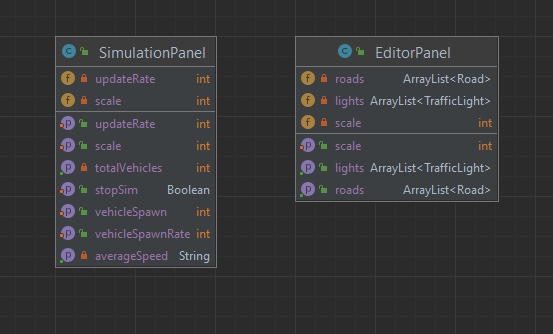 SimulationPanel
updateRate int
scale int
updateRate int
scale int
totalVehicles int
stopSim Boolean
vehicleSpawn int
vehicleSpawnRate int
averageSpeed String
EditorPanel
roads ArrayList<Road>
lights ArrayList<TrafficLight>
scale int
scale int
lights ArrayList<TrafficLight>
roads ArrayList<Road>